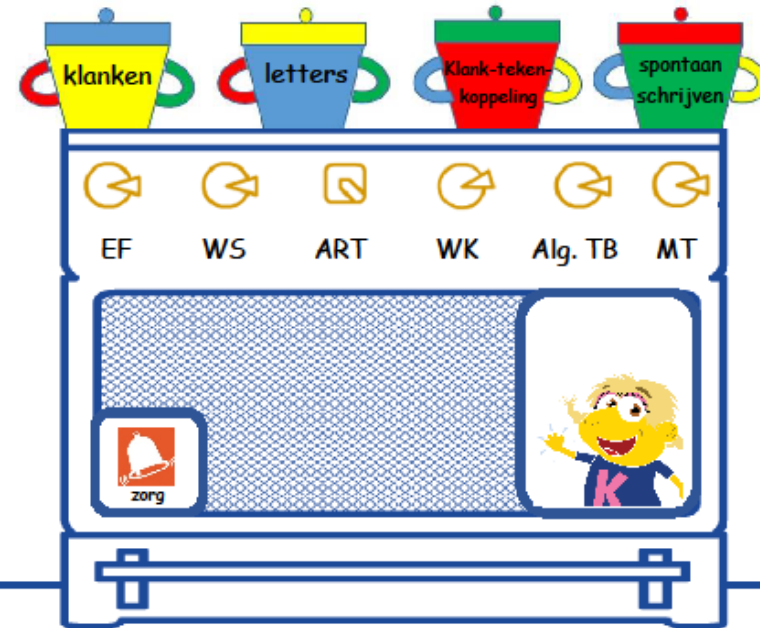 klanken
letters
Klank-teken-
koppeling
spontaan
schrijven
EF WS ART WK Alg. TB MT
zorg
K